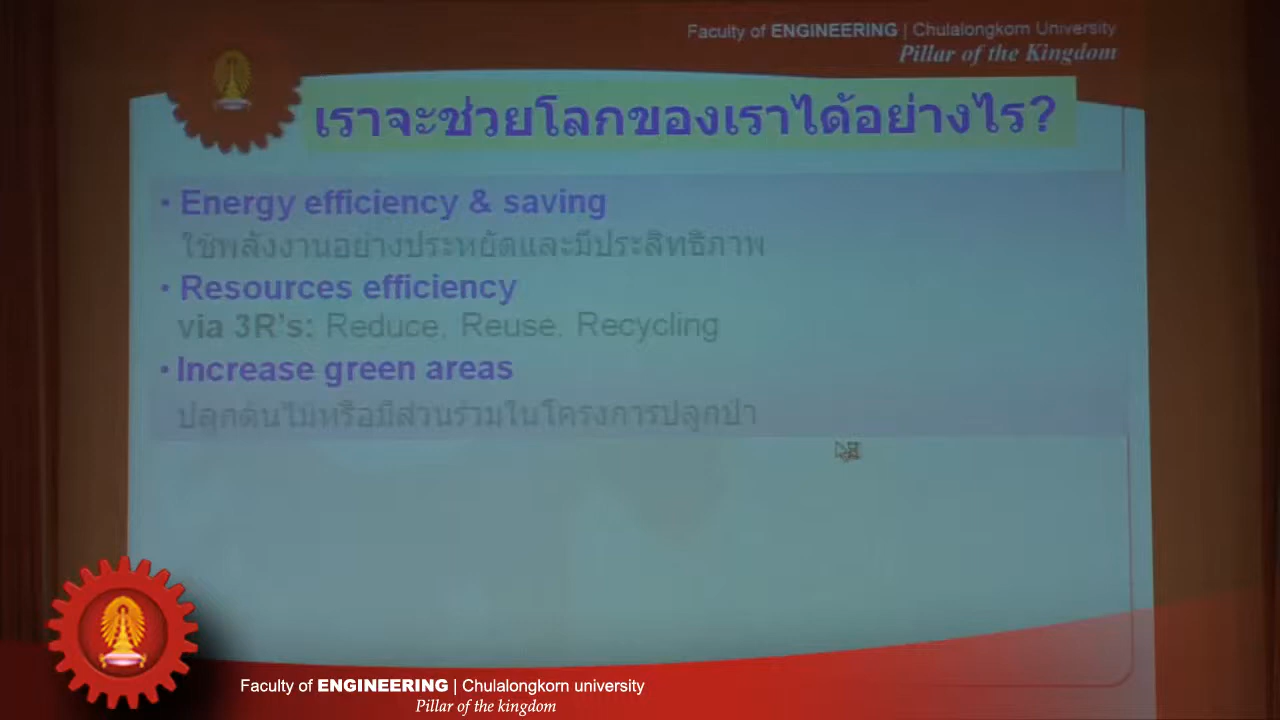 Faculty of ENGINEERING | Chulalongkorn University
Pillar of the Kingdom
เราจะช่วยโลกของเราได้อย่างไร?
• Energy efficiency & saving
ใช้พลังงานอย่างประหยัดและมีประสิทธิภาพ
• Resources efficiency
via 3R's: Reduce, Reuse, Recycling
• Increase green areas
ปลูกต้นไม้หรือมีส่วนร่วมในโครงการปลูกป่า
Faculty of ENGINEERING | Chulalongkorn university
Pillar of the kingdom